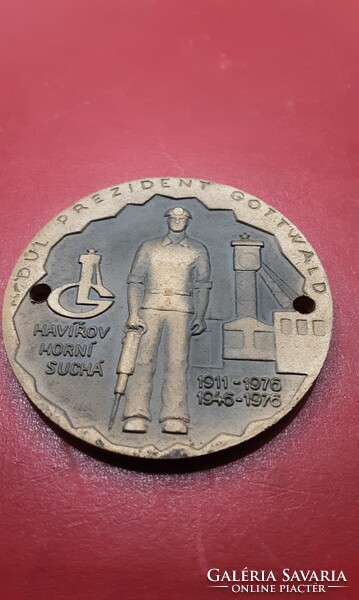 DŮL PREZIDENT GOTTWALD
HAVÍŘOV
HORNÍ
SUCHÁ
1911-1976
1946-1976
GALÉRIA SAVARIA
ONLINE PIACTÉR